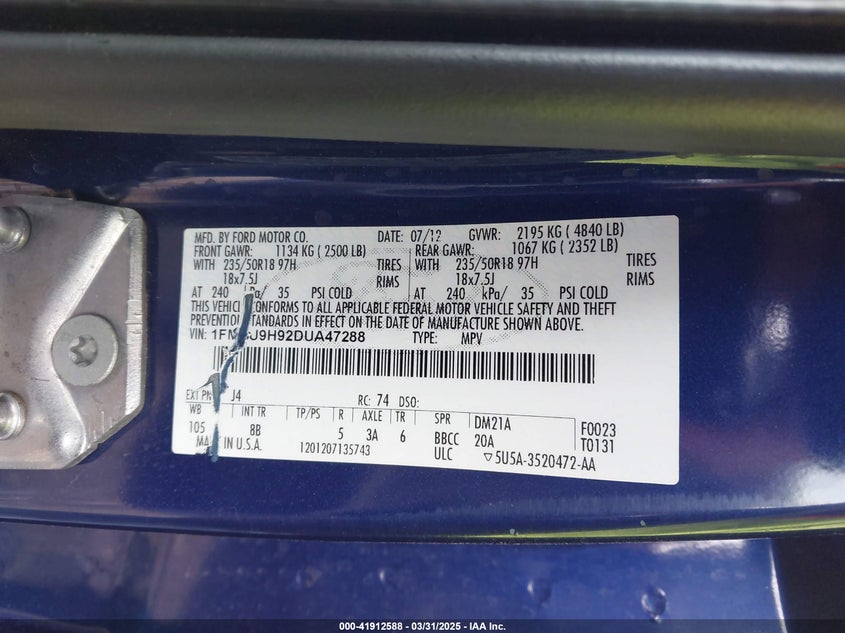 MFD. BY FORD MOTOR CO. DATE: 07/12 GVWR: 2195 KG ( 4840 LB)
FRONT GAWR: 1134 KG ( 2500 LB) REAR GAWR: 1067 KG ( 2352 LB)
WITH 235/50R18 97H TIRES WITH 235/50R18 97H TIRES
18x7.5J RIMS 18x7.5J RIMS
AT 240 kPa/ 35 PSI COLD AT 240 kPa/ 35 PSI COLD
THIS VEHICLE CONFORMS TO ALL APPLICABLE FEDERAL MOTOR VEHICLE SAFETY AND THEFT
PREVENTION STANDARDS IN EFFECT ON THE DATE OF MANUFACTURE SHOWN ABOVE.
VIN: 1FM J9H92DUA47288 TYPE: MPV
EXT PNT J4 RC: 74 DSO:
WB INT TR TP/PS R AXLE TR SPR DM21A F0023
105 8B 5 3A 6 BBCC 20A T0131
MA IN U.S.A. 1201207135743 ULC ▽5U5A-3520472-AA
000-41912588 — 03/31/2025 — IAA Inc.